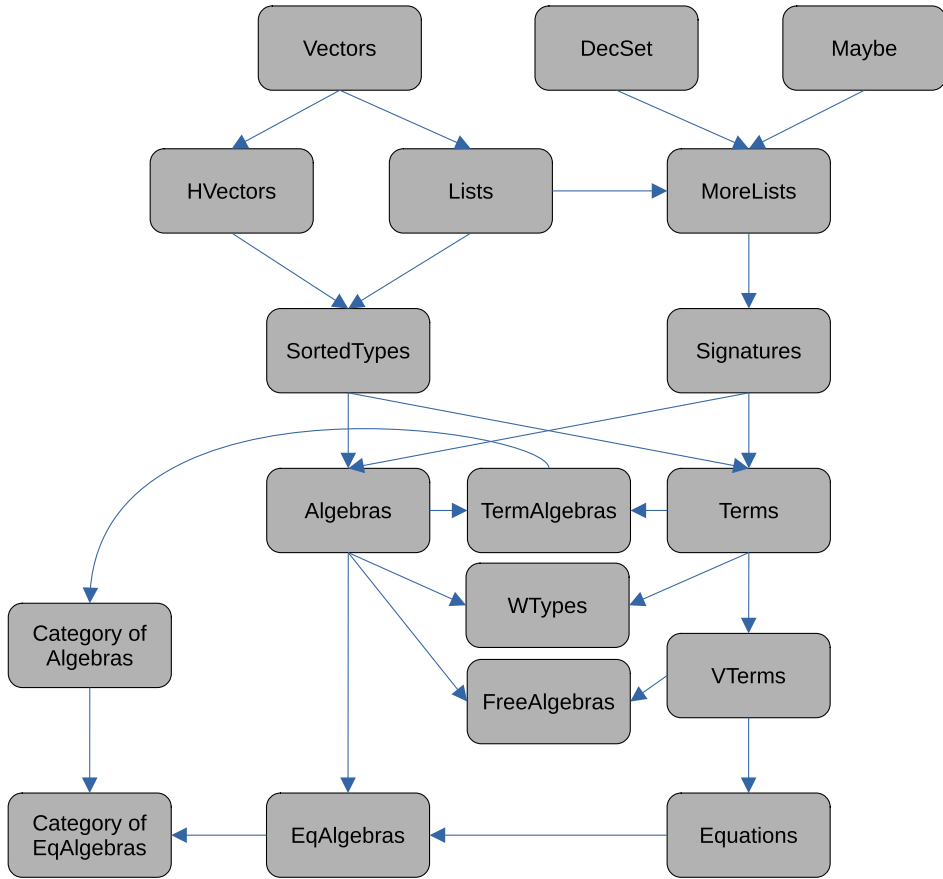 Vectors
DecSet
Maybe
HVectors
Lists
MoreLists
SortedTypes
Signatures
Algebras
TermAlgebras
Terms
WTypes
Category of
Algebras
VTerms
FreeAlgebras
Category of
EqAlgebras
EqAlgebras
Equations